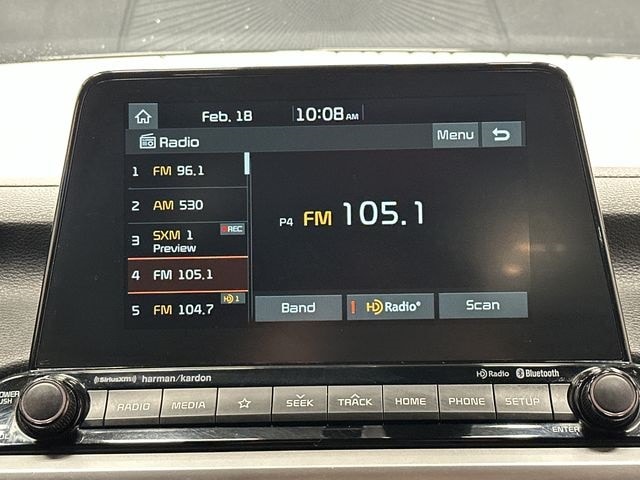 Feb. 18 10:08 AM
Radio Menu
1 FM 96.1
2 AM 530
3 SXM 1 REC
Preview
4 FM 105.1
5 FM 104.7 HD 1
P4 FM 105.1
Band HD Radio® Scan
((SiriusXM)) harman/kardon HD Radio Bluetooth
POWER
PUSH
RADIO MEDIA ☆ SEEK TRACK HOME PHONE SETUP
ENTER